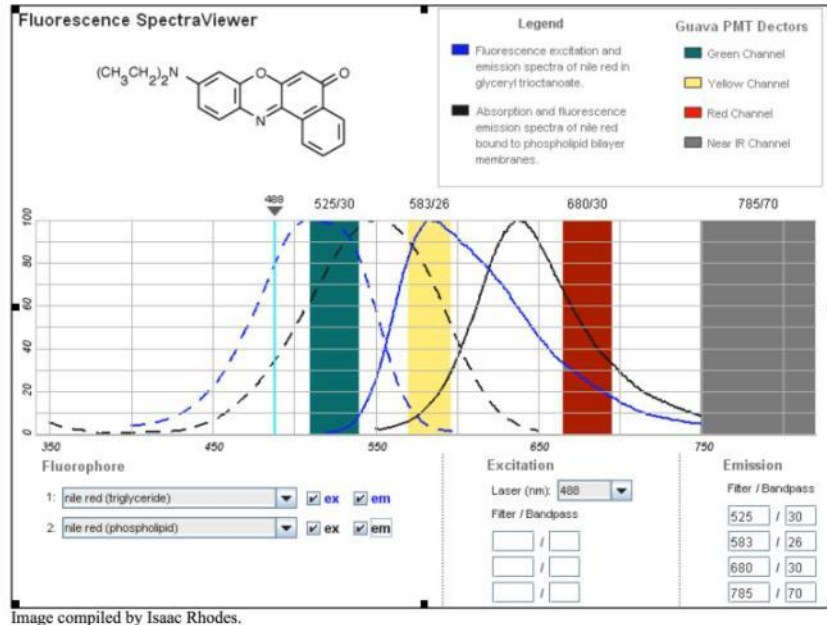 Fluorescence SpectraViewer
(CH₃CH₂)₂N
O
O
N
Legend
Fluorescence excitation and
emission spectra of nile red in
glyceryl trioctanoate.
Absorption and fluorescence
emission spectra of nile red
bound to phospholipid bilayer
membranes.
Guava PMT Dectors
Green Channel
Yellow Channel
Red Channel
Near IR Channel
488
525/30
583/26
680/30
785/70
100
80
60
40
20
0
350
450
550
650
750
Fluorophore
1: nile red (triglyceride) ex em
2: nile red (phospholipid) ex em
Excitation
Laser (nm): 488
Filter / Bandpass
/
/
/
Emission
Filter / Bandpass
525 / 30
583 / 26
680 / 30
785 / 70
Image compiled by Isaac Rhodes.